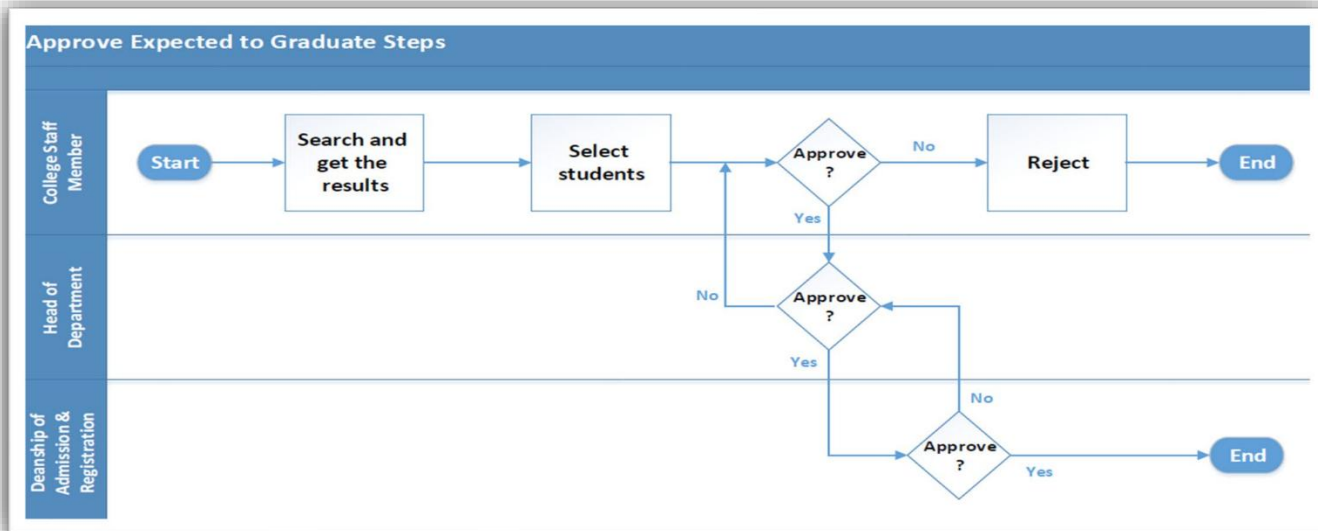 Approve Expected to Graduate Steps
College Staff
Member
Start
Search and
get the
results
Select
students
Approve
?
No
Reject
End
Yes
Head of
Department
No
Approve
?
Yes
Deanship of
Admission &
Registration
No
Approve
?
Yes
End